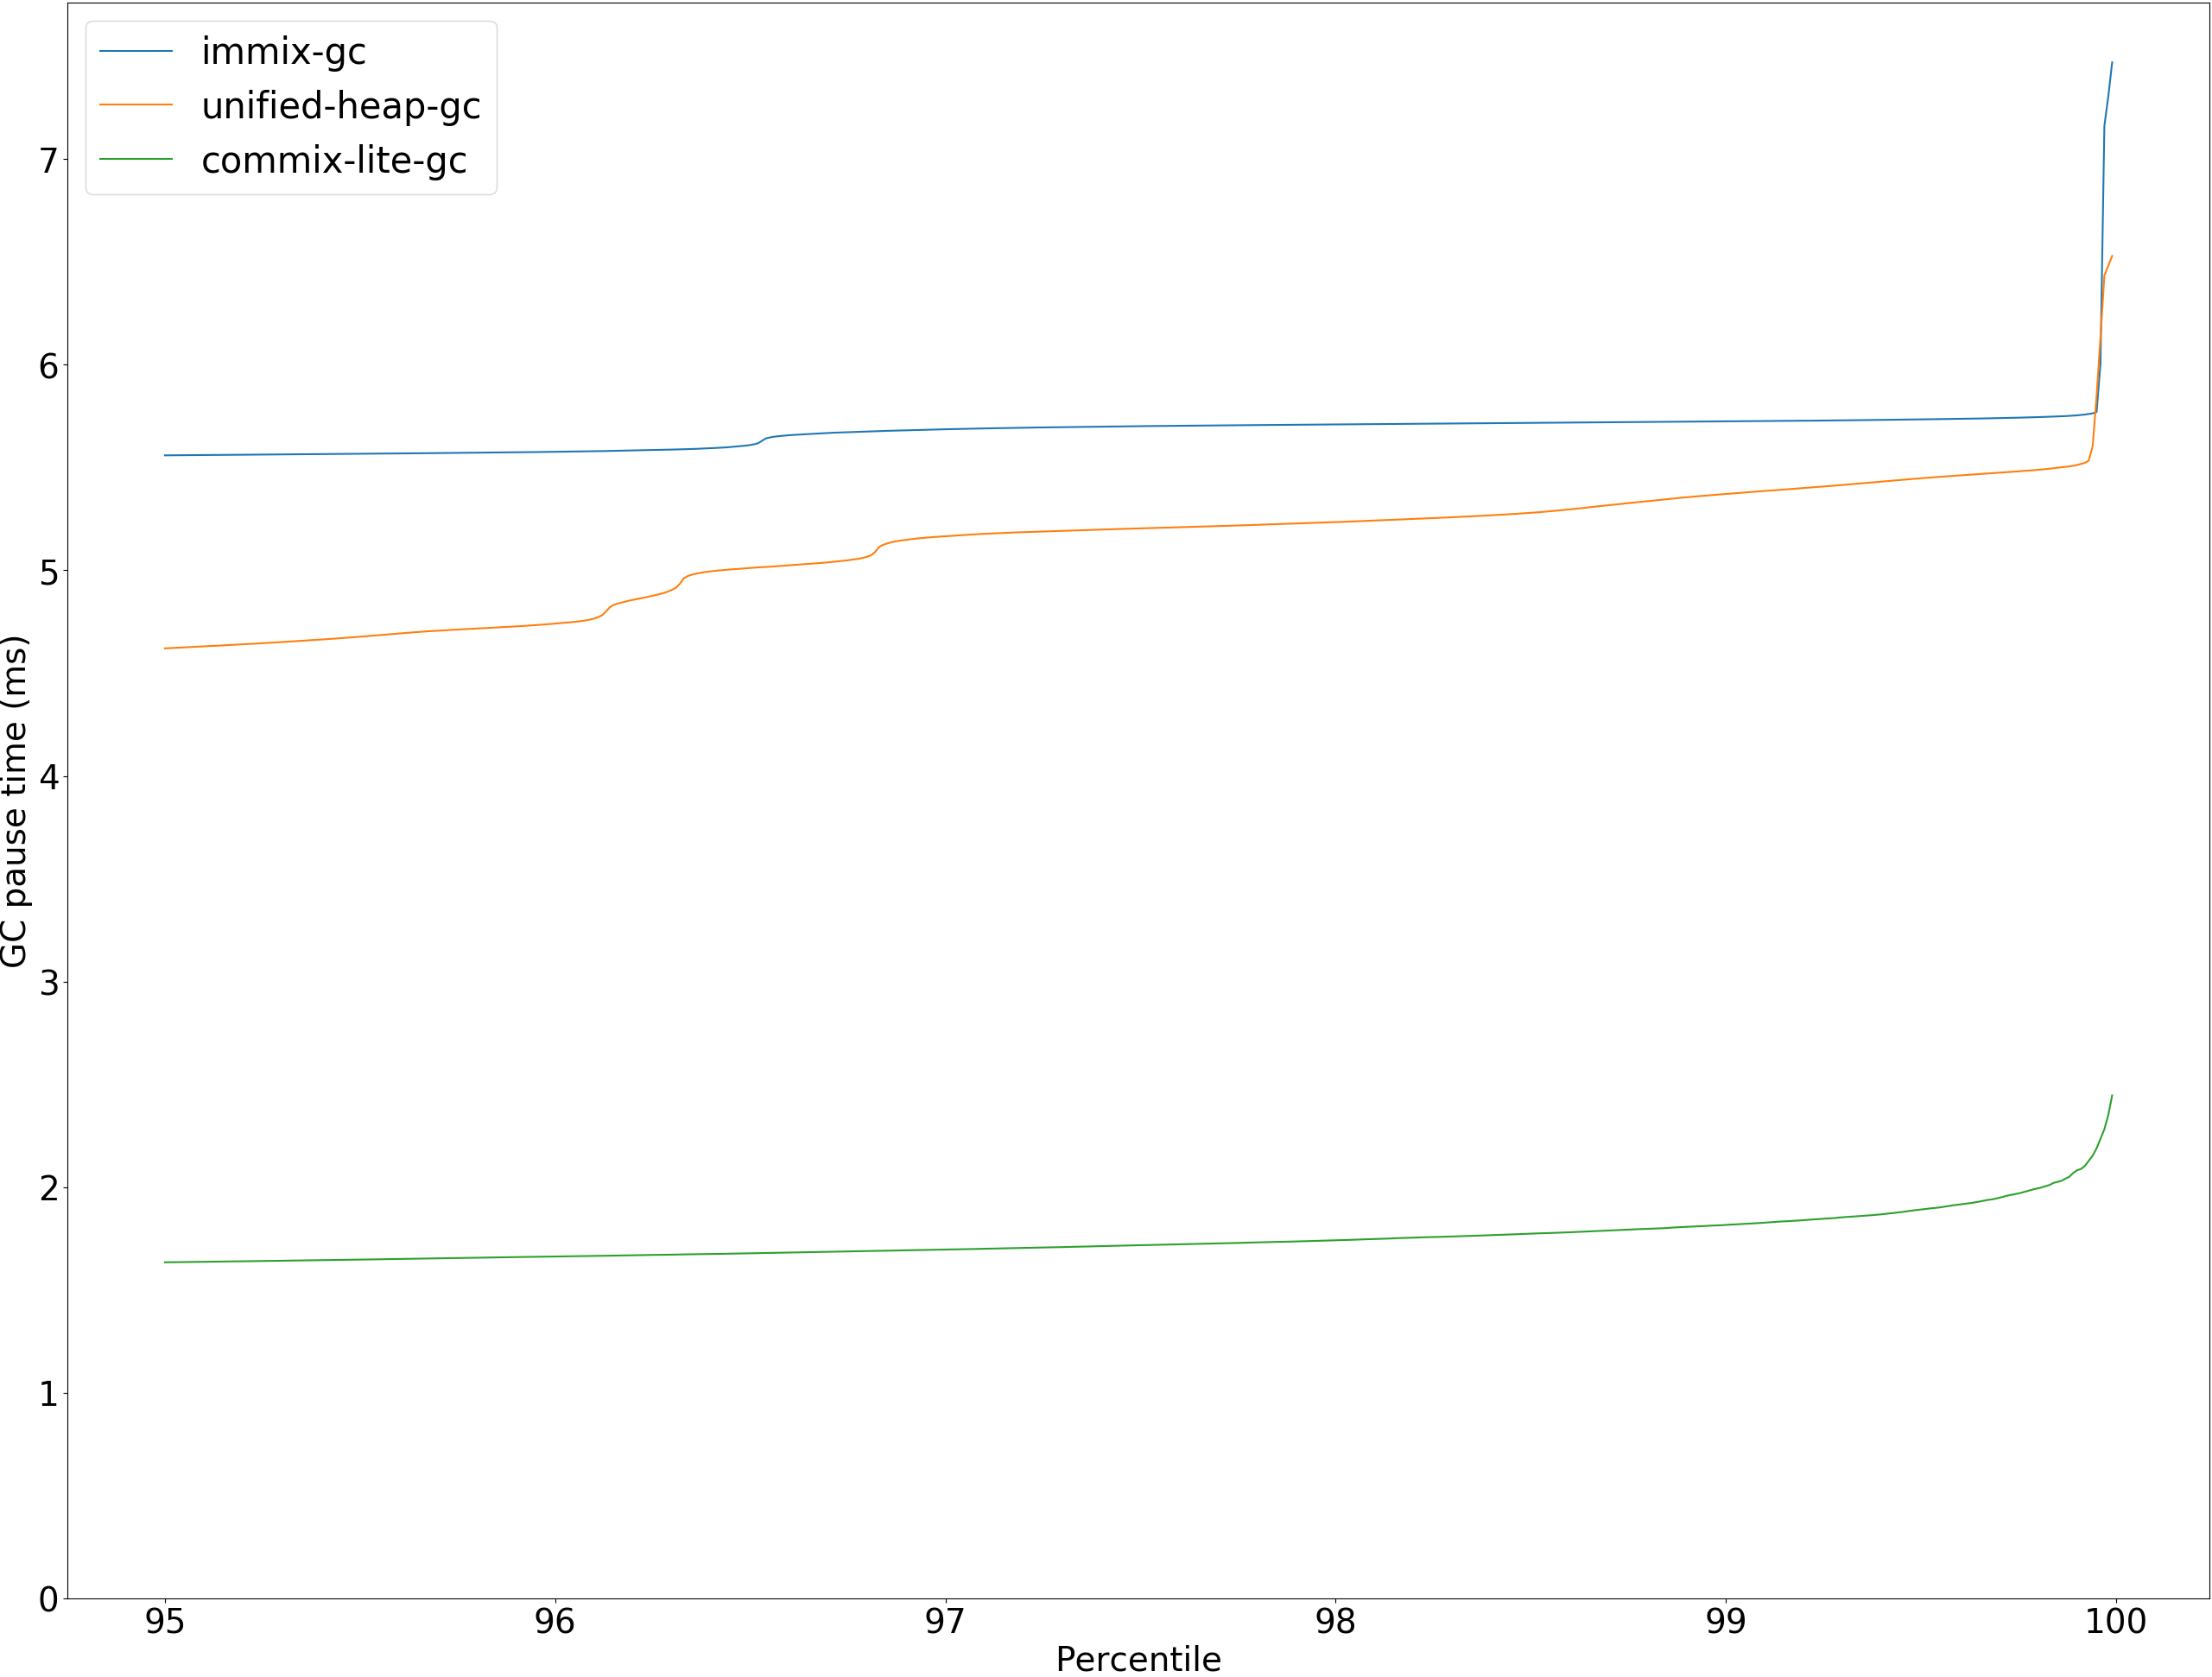 immix-gc
unified-heap-gc
commix-lite-gc
GC pause time (ms)
7
6
5
4
3
2
1
0
95 96 97 98 99 100
Percentile